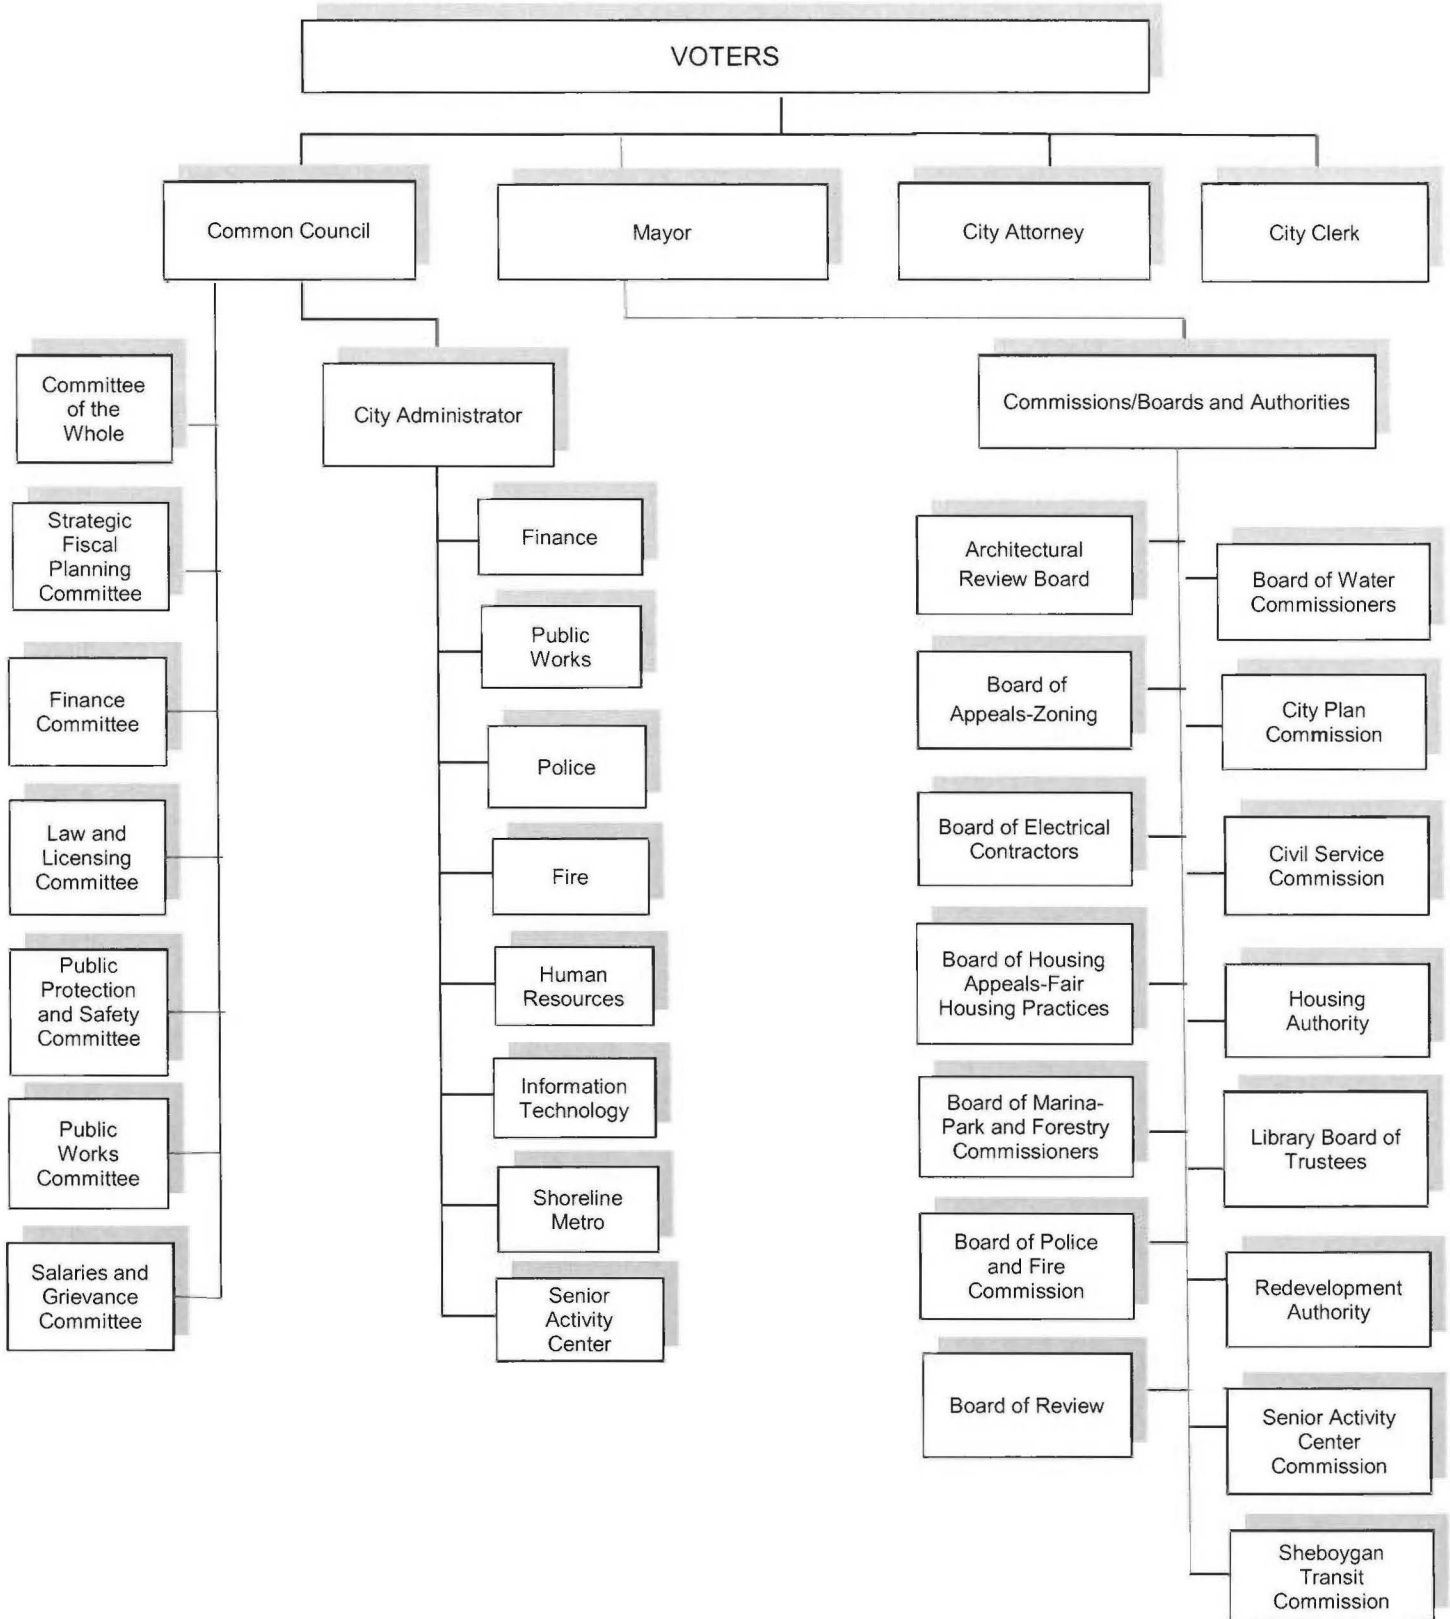 VOTERS
Common Council
Mayor
City Attorney
City Clerk
Committee
of the
Whole
Strategic
Fiscal
Planning
Committee
Finance
Committee
Law and
Licensing
Committee
Public
Protection
and Safety
Committee
Public
Works
Committee
Salaries and
Grievance
Committee
City Administrator
Finance
Public
Works
Police
Fire
Human
Resources
Information
Technology
Shoreline
Metro
Senior
Activity
Center
Commissions/Boards and Authorities
Architectural
Review Board
Board of
Appeals-Zoning
Board of Electrical
Contractors
Board of Housing
Appeals-Fair
Housing Practices
Board of Marina-
Park and Forestry
Commissioners
Board of Police
and Fire
Commission
Board of Review
Board of Water
Commissioners
City Plan
Commission
Civil Service
Commission
Housing
Authority
Library Board of
Trustees
Redevelopment
Authority
Senior Activity
Center
Commission
Sheboygan
Transit
Commission